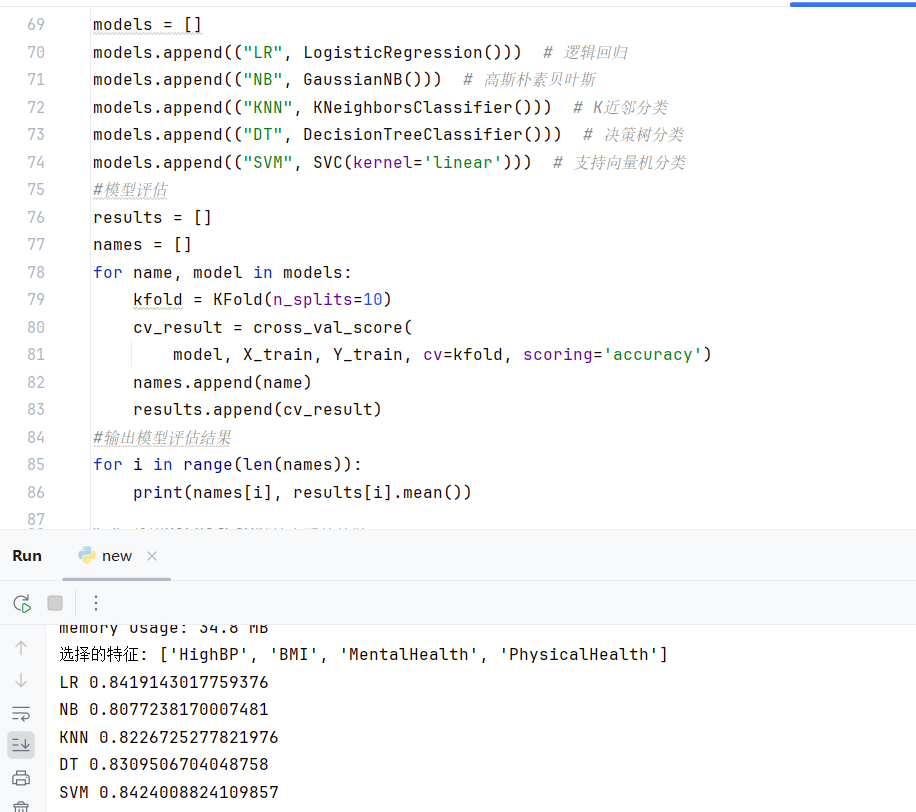 69 models = []
70 models.append(("LR", LogisticRegression()))  # 逻辑回归
71 models.append(("NB", GaussianNB()))  # 高斯朴素贝叶斯
72 models.append(("KNN", KNeighborsClassifier()))  # K近邻分类
73 models.append(("DT", DecisionTreeClassifier()))  # 决策树分类
74 models.append(("SVM", SVC(kernel='linear')))  # 支持向量机分类
75 #模型评估
76 results = []
77 names = []
78 for name, model in models:
79     kfold = KFold(n_splits=10)
80     cv_result = cross_val_score(
81         model, X_train, Y_train, cv=kfold, scoring='accuracy')
82     names.append(name)
83     results.append(cv_result)
84 #输出模型评估结果
85 for i in range(len(names)):
86     print(names[i], results[i].mean())
87
Run new
memory usage: 34.8 MB
选择的特征: ['HighBP', 'BMI', 'MentalHealth', 'PhysicalHealth']
LR 0.8419143017759376
NB 0.8077238170007481
KNN 0.8226725277821976
DT 0.8309506704048758
SVM 0.8424008824109857